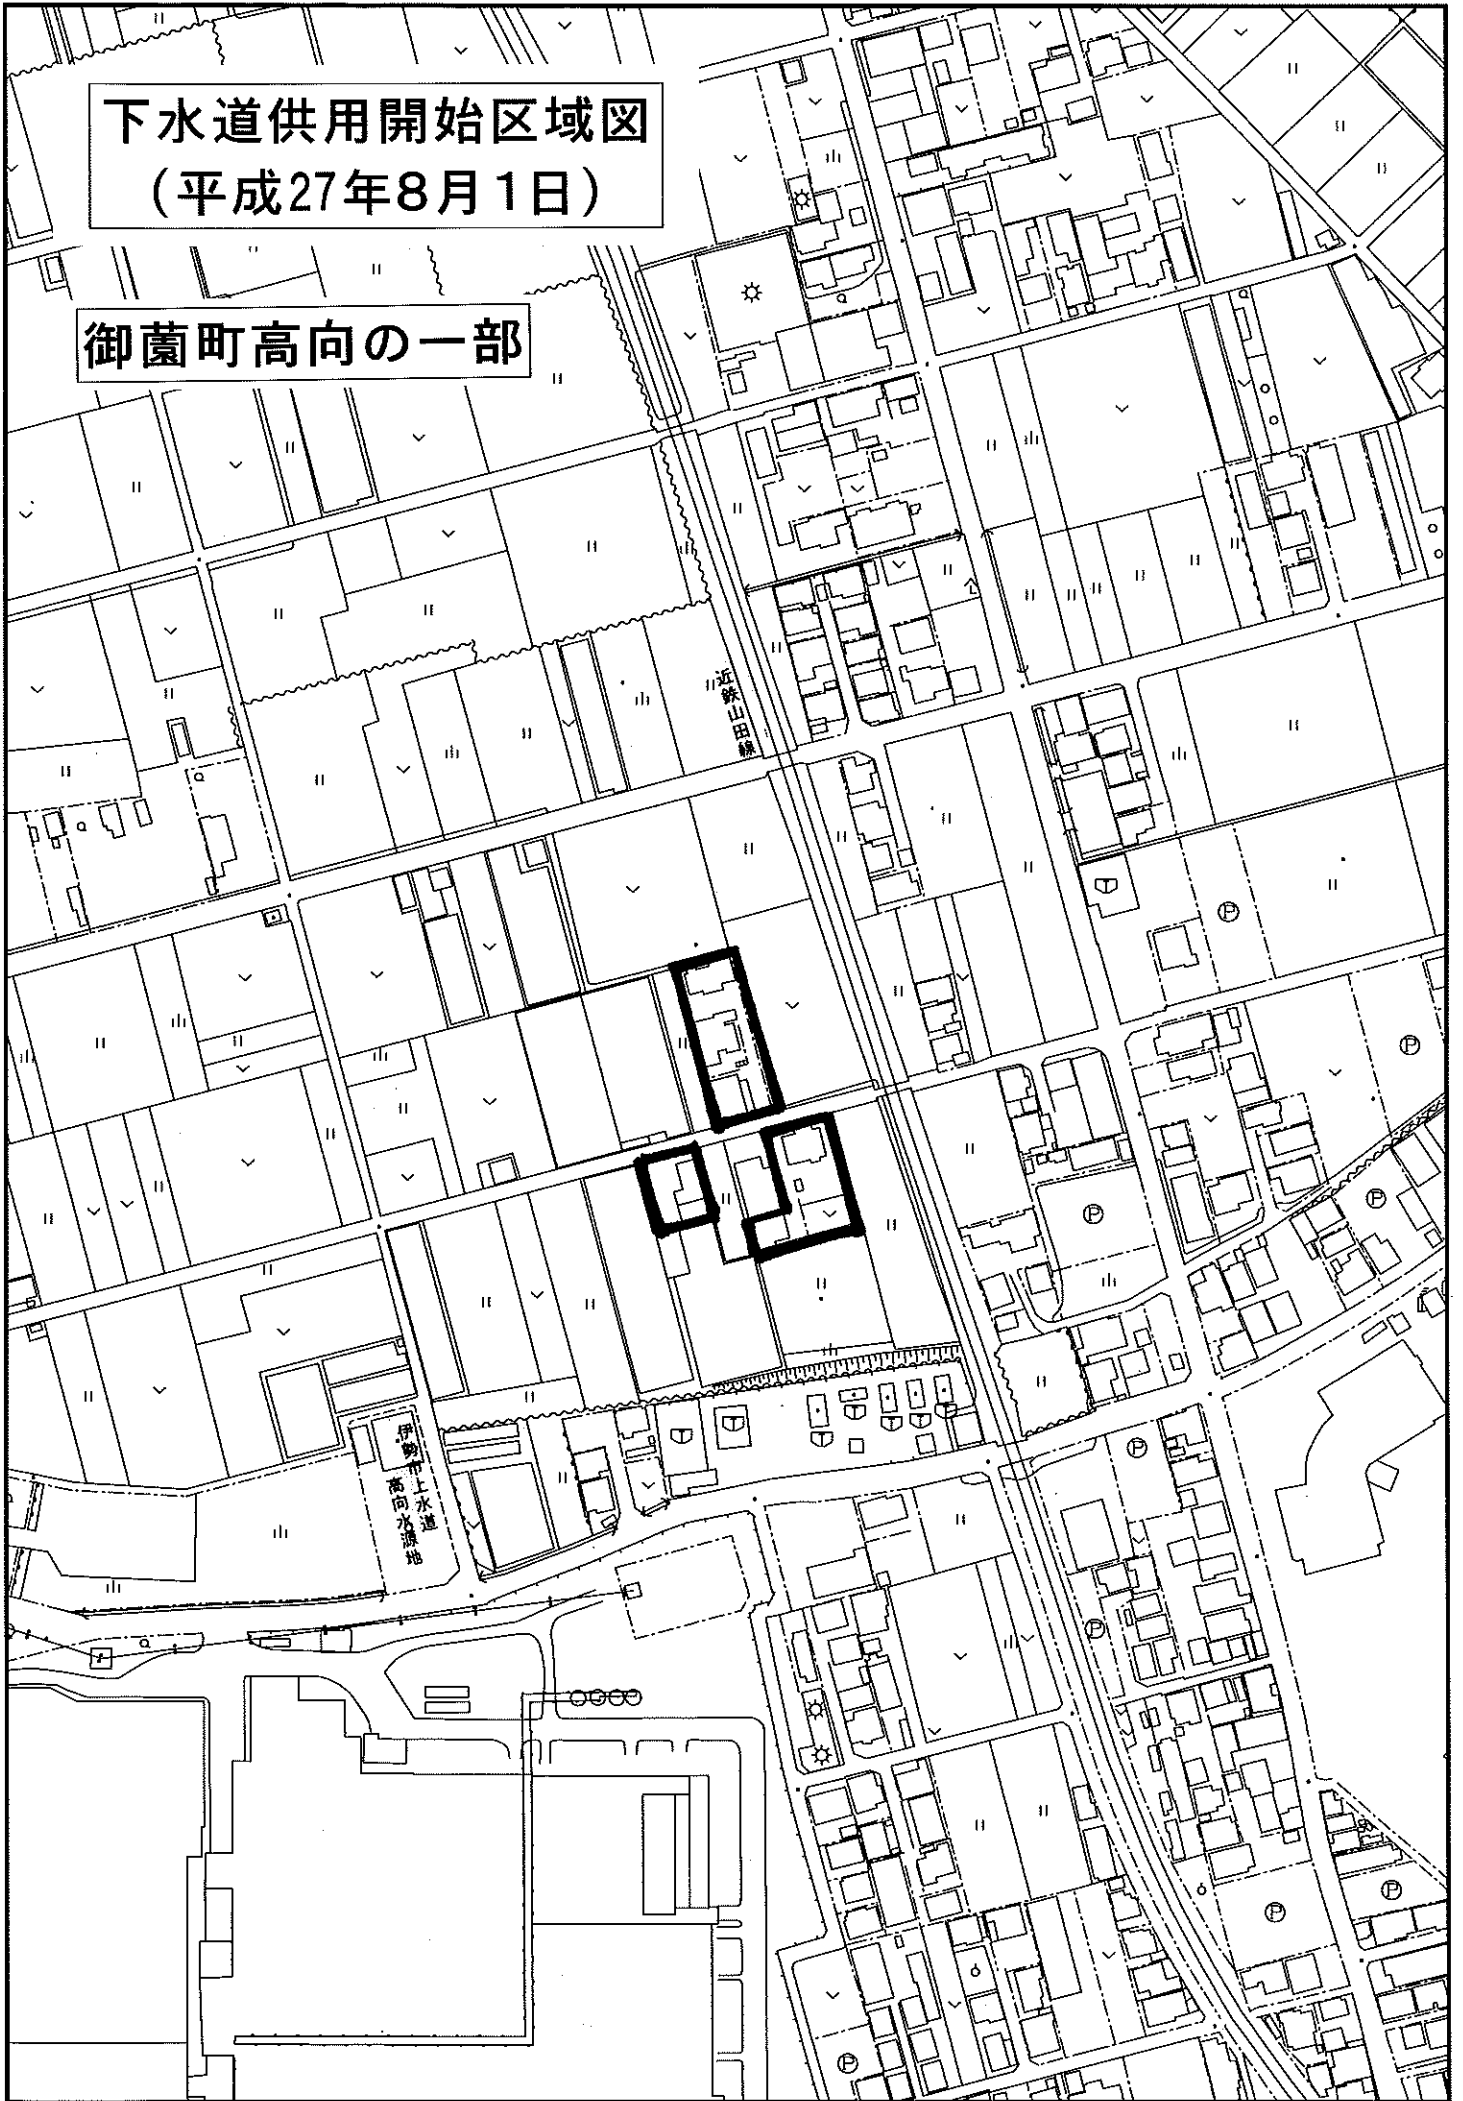 下水道供用開始区域図
(平成27年8月1日)
御薗町高向の一部
近鉄山田線
伊勢市上水道
高向水源地